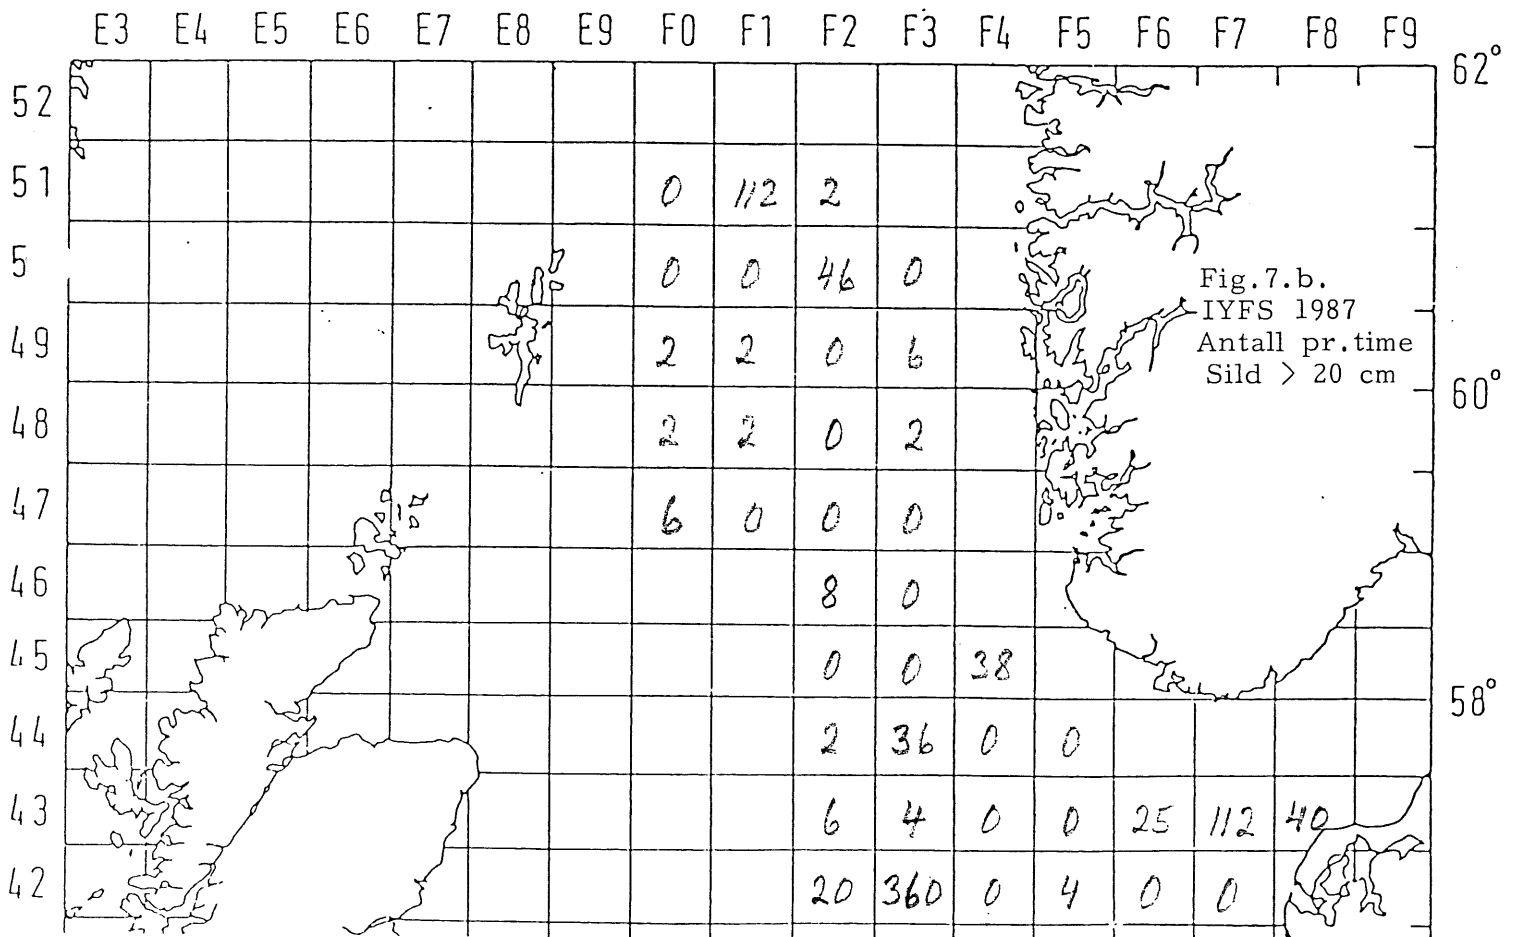 E3 E4 E5 E6 E7 E8 E9 F0 F1 F2 F3 F4 F5 F6 F7 F8 F9
62°
52
51 0 112 2
5 0 0 46 0
Fig.7.b.
IYFS 1987
Antall pr.time
Sild > 20 cm
49 2 2 0 6
60°
48 2 2 0 2
47 6 0 0 0
46 8 0
45 0 0 38
58°
44 2 36 0 0
43 6 4 0 0 25 112 40
42 20 360 0 4 0 0